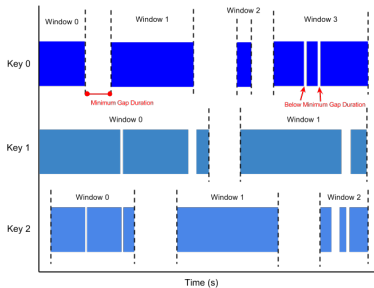 Window 0
Window 1
Window 2
Window 3
Key 0
Minimum Gap Duration
Below Minimum Gap Duration
Window 0
Window 1
Key 1
Window 0
Window 1
Window 2
Key 2
Time (s)